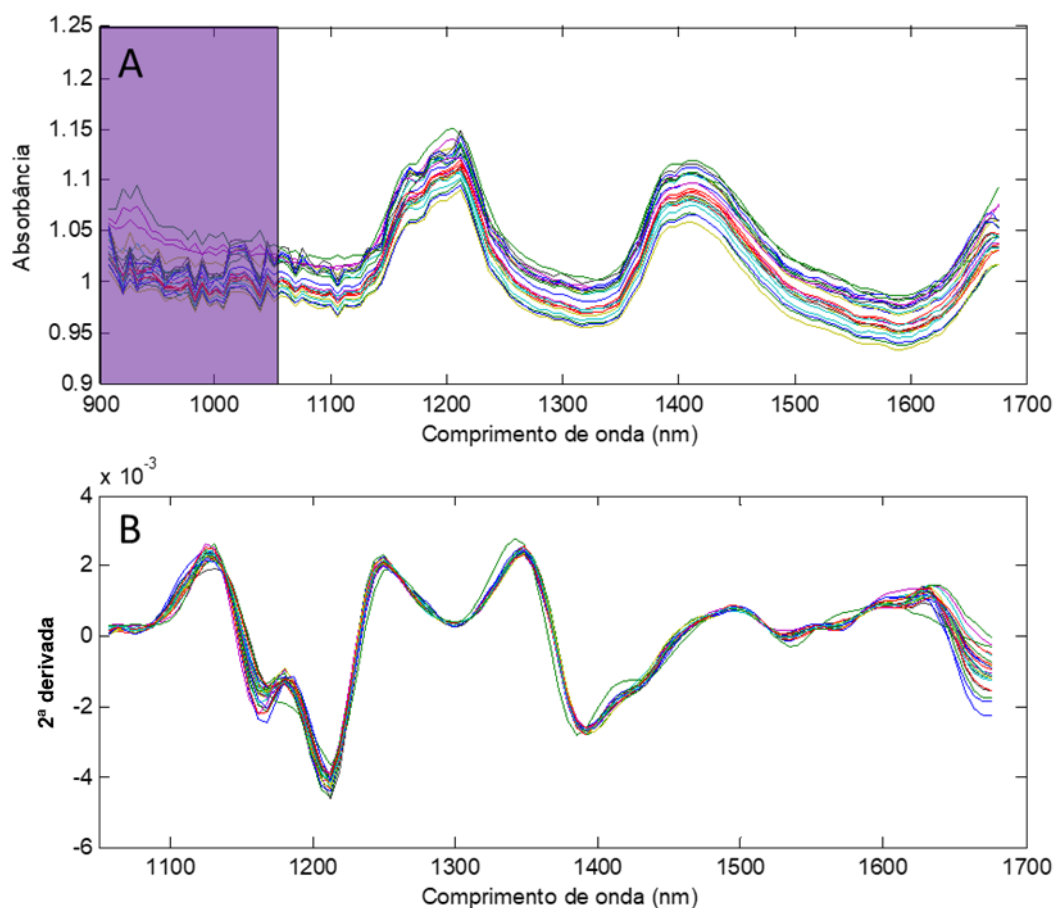 1.25
1.2
1.15
1.1
1.05
1
0.95
0.9
A
Absorbância
900 1000 1100 1200 1300 1400 1500 1600 1700
Comprimento de onda (nm)
x 10-3
4
2
0
-2
-4
-6
B
2ª derivada
1100 1200 1300 1400 1500 1600 1700
Comprimento de onda (nm)